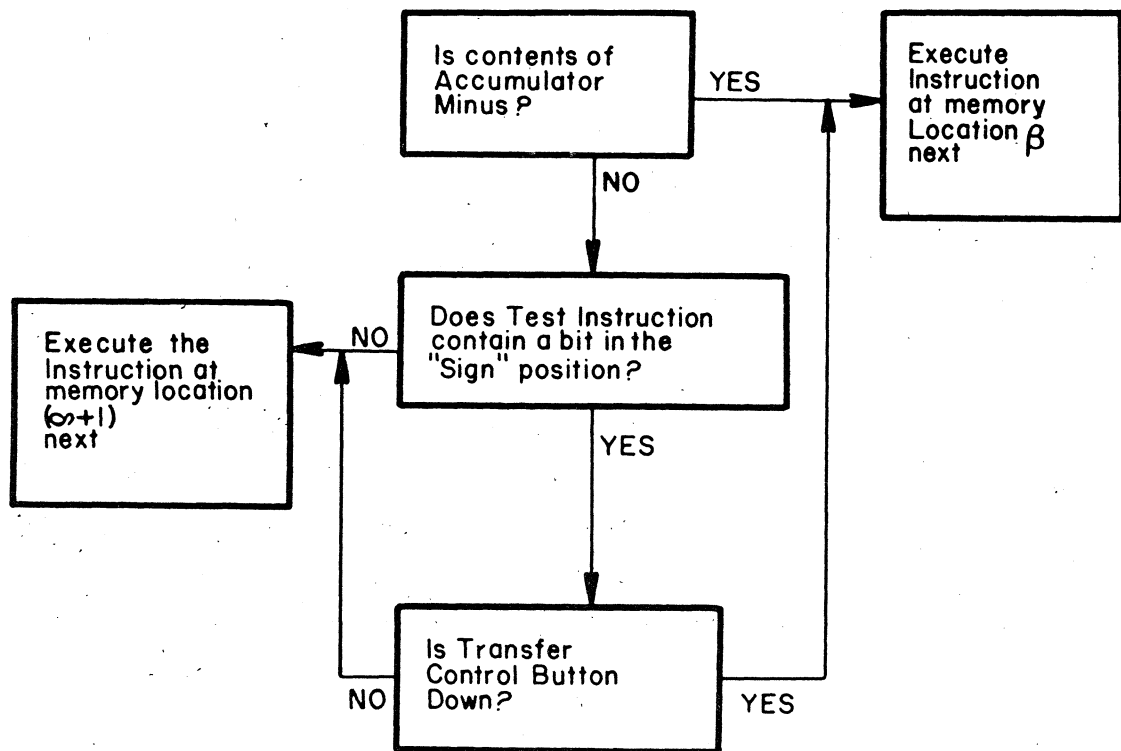 Is contents of
Accumulator
Minus?
YES
Execute
Instruction
at memory
Location β
next
NO
Does Test Instruction
contain a bit in the
"Sign" position?
NO
Execute the
Instruction at
memory location
(∝+1)
next
YES
Is Transfer
Control Button
Down?
NO
YES